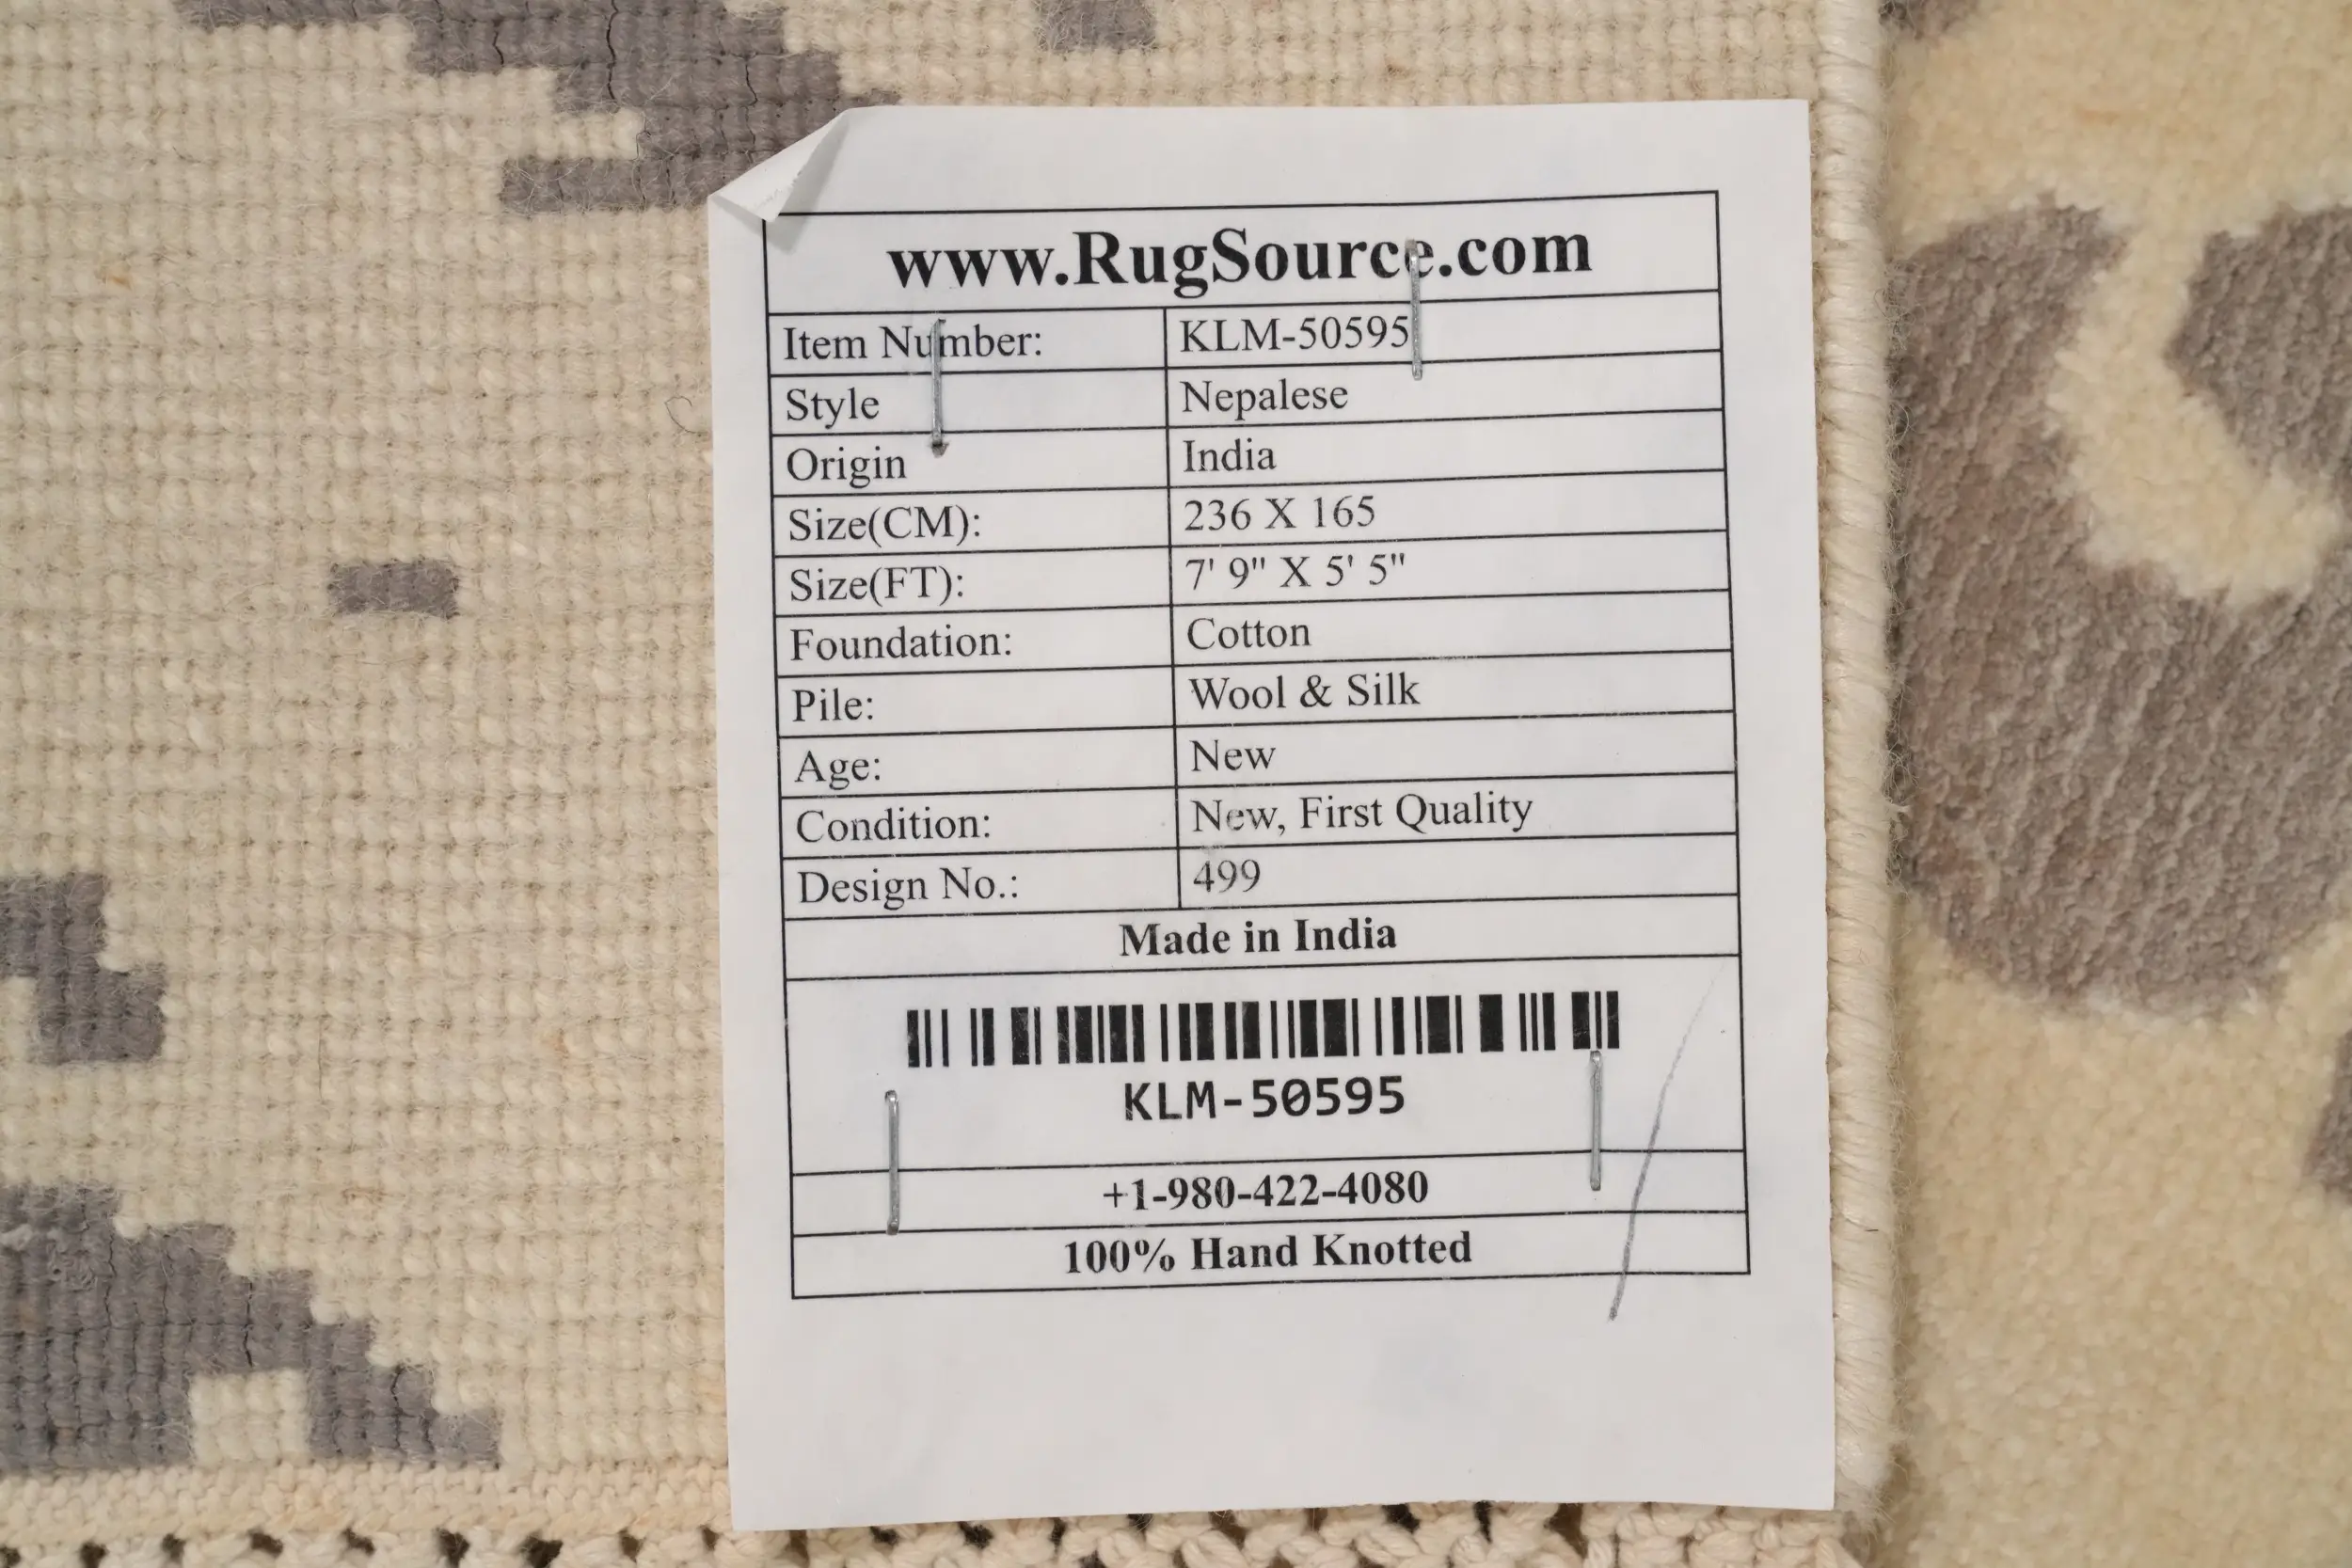 www.RugSource.com
Item Number: KLM-50595
Style Nepalese
Origin India
Size(CM): 236 X 165
Size(FT): 7' 9" X 5' 5"
Foundation: Cotton
Pile: Wool & Silk
Age: New
Condition: New, First Quality
Design No.: 499
Made in India
KLM-50595
+1-980-422-4080
100% Hand Knotted